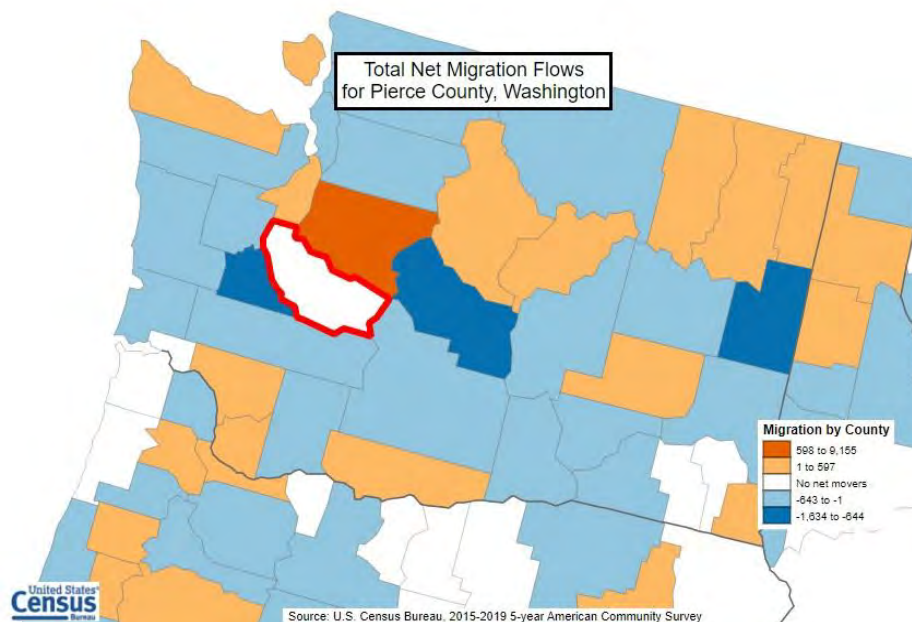 Total Net Migration Flows
for Pierce County, Washington
Migration by County
598 to 9,155
1 to 597
No net movers
-643 to -1
-1,634 to -644
United States®
Census
Bureau
Source: U.S. Census Bureau, 2015-2019 5-year American Community Survey